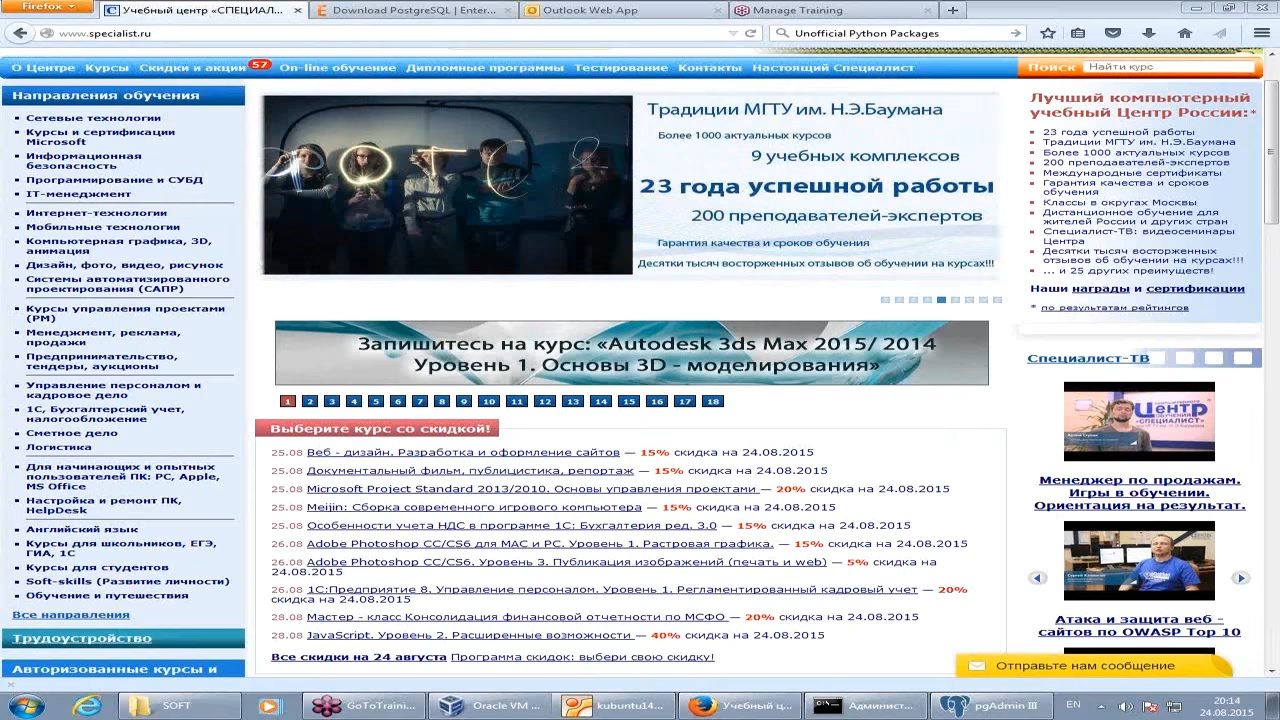 Firefox
Учебный центр «СПЕЦИАЛ...
Download PostgreSQL | Enter...
Outlook Web App
Manage Training
www.specialist.ru
Unofficial Python Packages
О Центре Курсы Скидки и акции 57 On-line обучение Дипломные программы Тестирование Контакты Настоящий Специалист
Поиск Найти курс
Направления обучения
Сетевые технологии
Курсы и сертификации
Microsoft
Информационная
безопасность
Программирование и СУБД
IT-менеджмент
Интернет-технологии
Мобильные технологии
Компьютерная графика, 3D,
анимация
Дизайн, фото, видео, рисунок
Системы автоматизированного
проектирования (САПР)
Курсы управления проектами
(PM)
Менеджмент, реклама,
продажи
Предпринимательство,
тендеры, аукционы
Управление персоналом и
кадровое дело
1С, Бухгалтерский учет,
налогообложение
Сметное дело
Логистика
Для начинающих и опытных
пользователей ПК: PC, Apple,
MS Office
Настройка и ремонт ПК,
HelpDesk
Английский язык
Курсы для школьников, ЕГЭ,
ГИА, 1С
Курсы для студентов
Soft-skills (Развитие личности)
Обучение и путешествия
Все направления
Трудоустройство
Авторизованные курсы и
Традиции МГТУ им. Н.Э.Баумана
Более 1000 актуальных курсов
9 учебных комплексов
23 года успешной работы
200 преподавателей-экспертов
Гарантия качества и сроков обучения
Десятки тысяч восторженных отзывов об обучении на курсах!!!
Запишитесь на курс: «Autodesk 3ds Max 2015/ 2014
Уровень 1. Основы 3D - моделирования»
1 2 3 4 5 6 7 8 9 10 11 12 13 14 15 16 17 18
Выберите курс со скидкой!
25.08 Веб - дизайн. Разработка и оформление сайтов — 15% скидка на 24.08.2015
25.08 Документальный фильм, публицистика, репортаж — 15% скидка на 24.08.2015
25.08 Microsoft Project Standard 2013/2010. Основы управления проектами — 20% скидка на 24.08.2015
25.08 Meijin: Сборка современного игрового компьютера — 15% скидка на 24.08.2015
25.08 Особенности учета НДС в программе 1С: Бухгалтерия ред. 3.0 — 15% скидка на 24.08.2015
25.08 Adobe Photoshop CC/CS6 для MAC и PC. Уровень 1. Растровая графика. — 15% скидка на 24.08.2015
26.08 Adobe Photoshop CC/CS6. Уровень 3. Публикация изображений (печать и web) — 5% скидка на
24.08.2015
26.08 1С:Предприятие 8. Управление персоналом. Уровень 1. Регламентированный кадровый учет — 20%
скидка на 24.08.2015
28.08 Мастер - класс Консолидация финансовой отчетности по МСФО — 20% скидка на 24.08.2015
28.08 JavaScript. Уровень 2. Расширенные возможности — 40% скидка на 24.08.2015
Все скидки на 24 августа Программа скидок: выбери свою скидку!
Лучший компьютерный
учебный Центр России:*
23 года успешной работы
Традиции МГТУ им. Н.Э.Баумана
Более 1000 актуальных курсов
200 преподавателей-экспертов
Международные сертификаты
Гарантия качества и сроков
обучения
Классы в округах Москвы
Дистанционное обучение для
жителей России и других стран
Специалист-ТВ: видеосеминары
Центра
Десятки тысяч восторженных
отзывов об обучении на курсах!!!
... и 25 других преимуществ!
Наши награды и сертификации
* по результатам рейтингов
Специалист-ТВ
Менеджер по продажам.
Игры в обучении.
Ориентация на результат.
Атака и защита веб -
сайтов по OWASP Top 10
Отправьте нам сообщение
SOFT
GoToTraini...
Oracle VM ...
kubuntu14...
Учебный ц...
Администр...
pgAdmin III
EN
20:14
24.08.2015